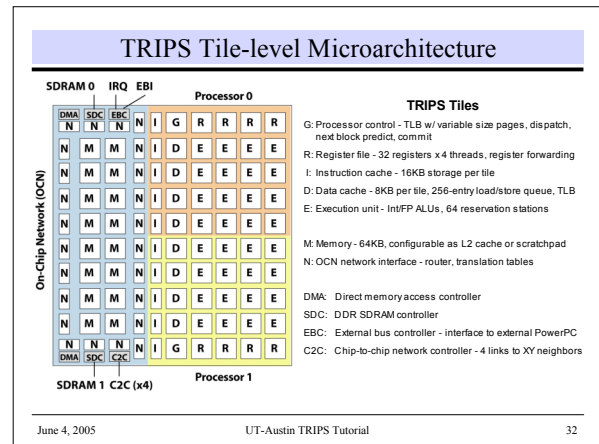 TRIPS Tile-level Microarchitecture
SDRAM 0 IRQ EBI
Processor 0
DMA SDC EBC
N N N N I G R R R R
N M M N I D E E E E
N M M N I D E E E E
N M M N I D E E E E
N M M N I D E E E E
N M M N I D E E E E
N M M N I D E E E E
N M M N I D E E E E
N M M N I D E E E E
N N N N I G R R R R
DMA SDC C2C
On-Chip Network (OCN)
Processor 1
SDRAM 1 C2C (x4)
TRIPS Tiles
G: Processor control - TLB w/ variable size pages, dispatch,
next block predict, commit
R: Register file - 32 registers x 4 threads, register forwarding
I: Instruction cache - 16KB storage per tile
D: Data cache - 8KB per tile, 256-entry load/store queue, TLB
E: Execution unit - Int/FP ALUs, 64 reservation stations
M: Memory - 64KB, configurable as L2 cache or scratchpad
N: OCN network interface - router, translation tables
DMA: Direct memory access controller
SDC: DDR SDRAM controller
EBC: External bus controller - interface to external PowerPC
C2C: Chip-to-chip network controller - 4 links to XY neighbors
June 4, 2005 UT-Austin TRIPS Tutorial 32